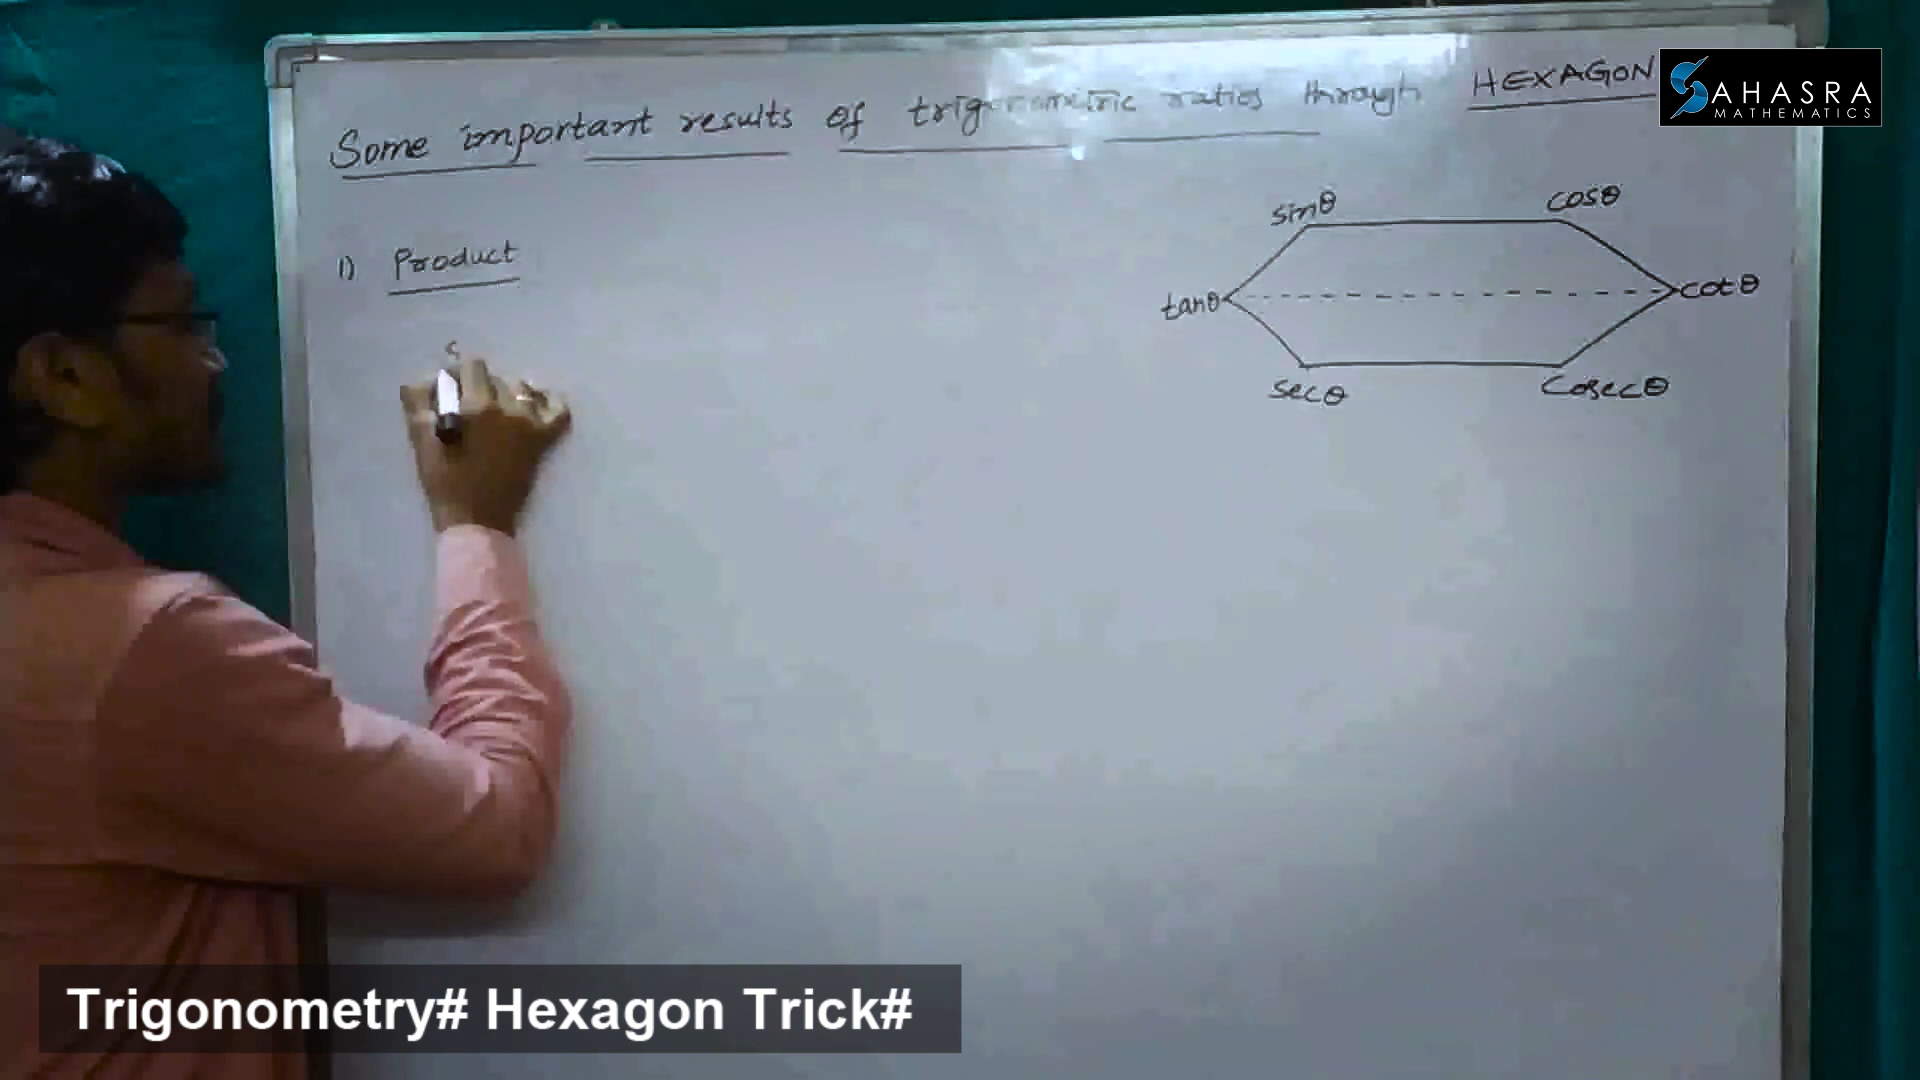 Some important results of trigonometric ratios through HEXAGON
SAHASRA
MATHEMATICS
1) Product
s
sinθ cosθ
tanθ cotθ
secθ cosecθ
Trigonometry# Hexagon Trick#